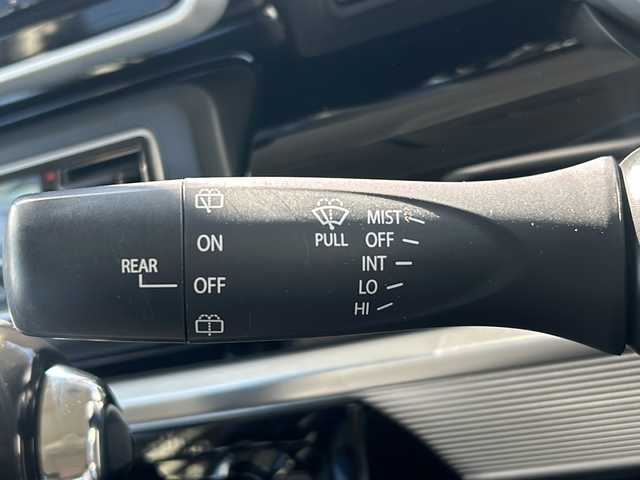 REAR
ON
OFF
PULL
MIST
OFF
INT
LO
HI